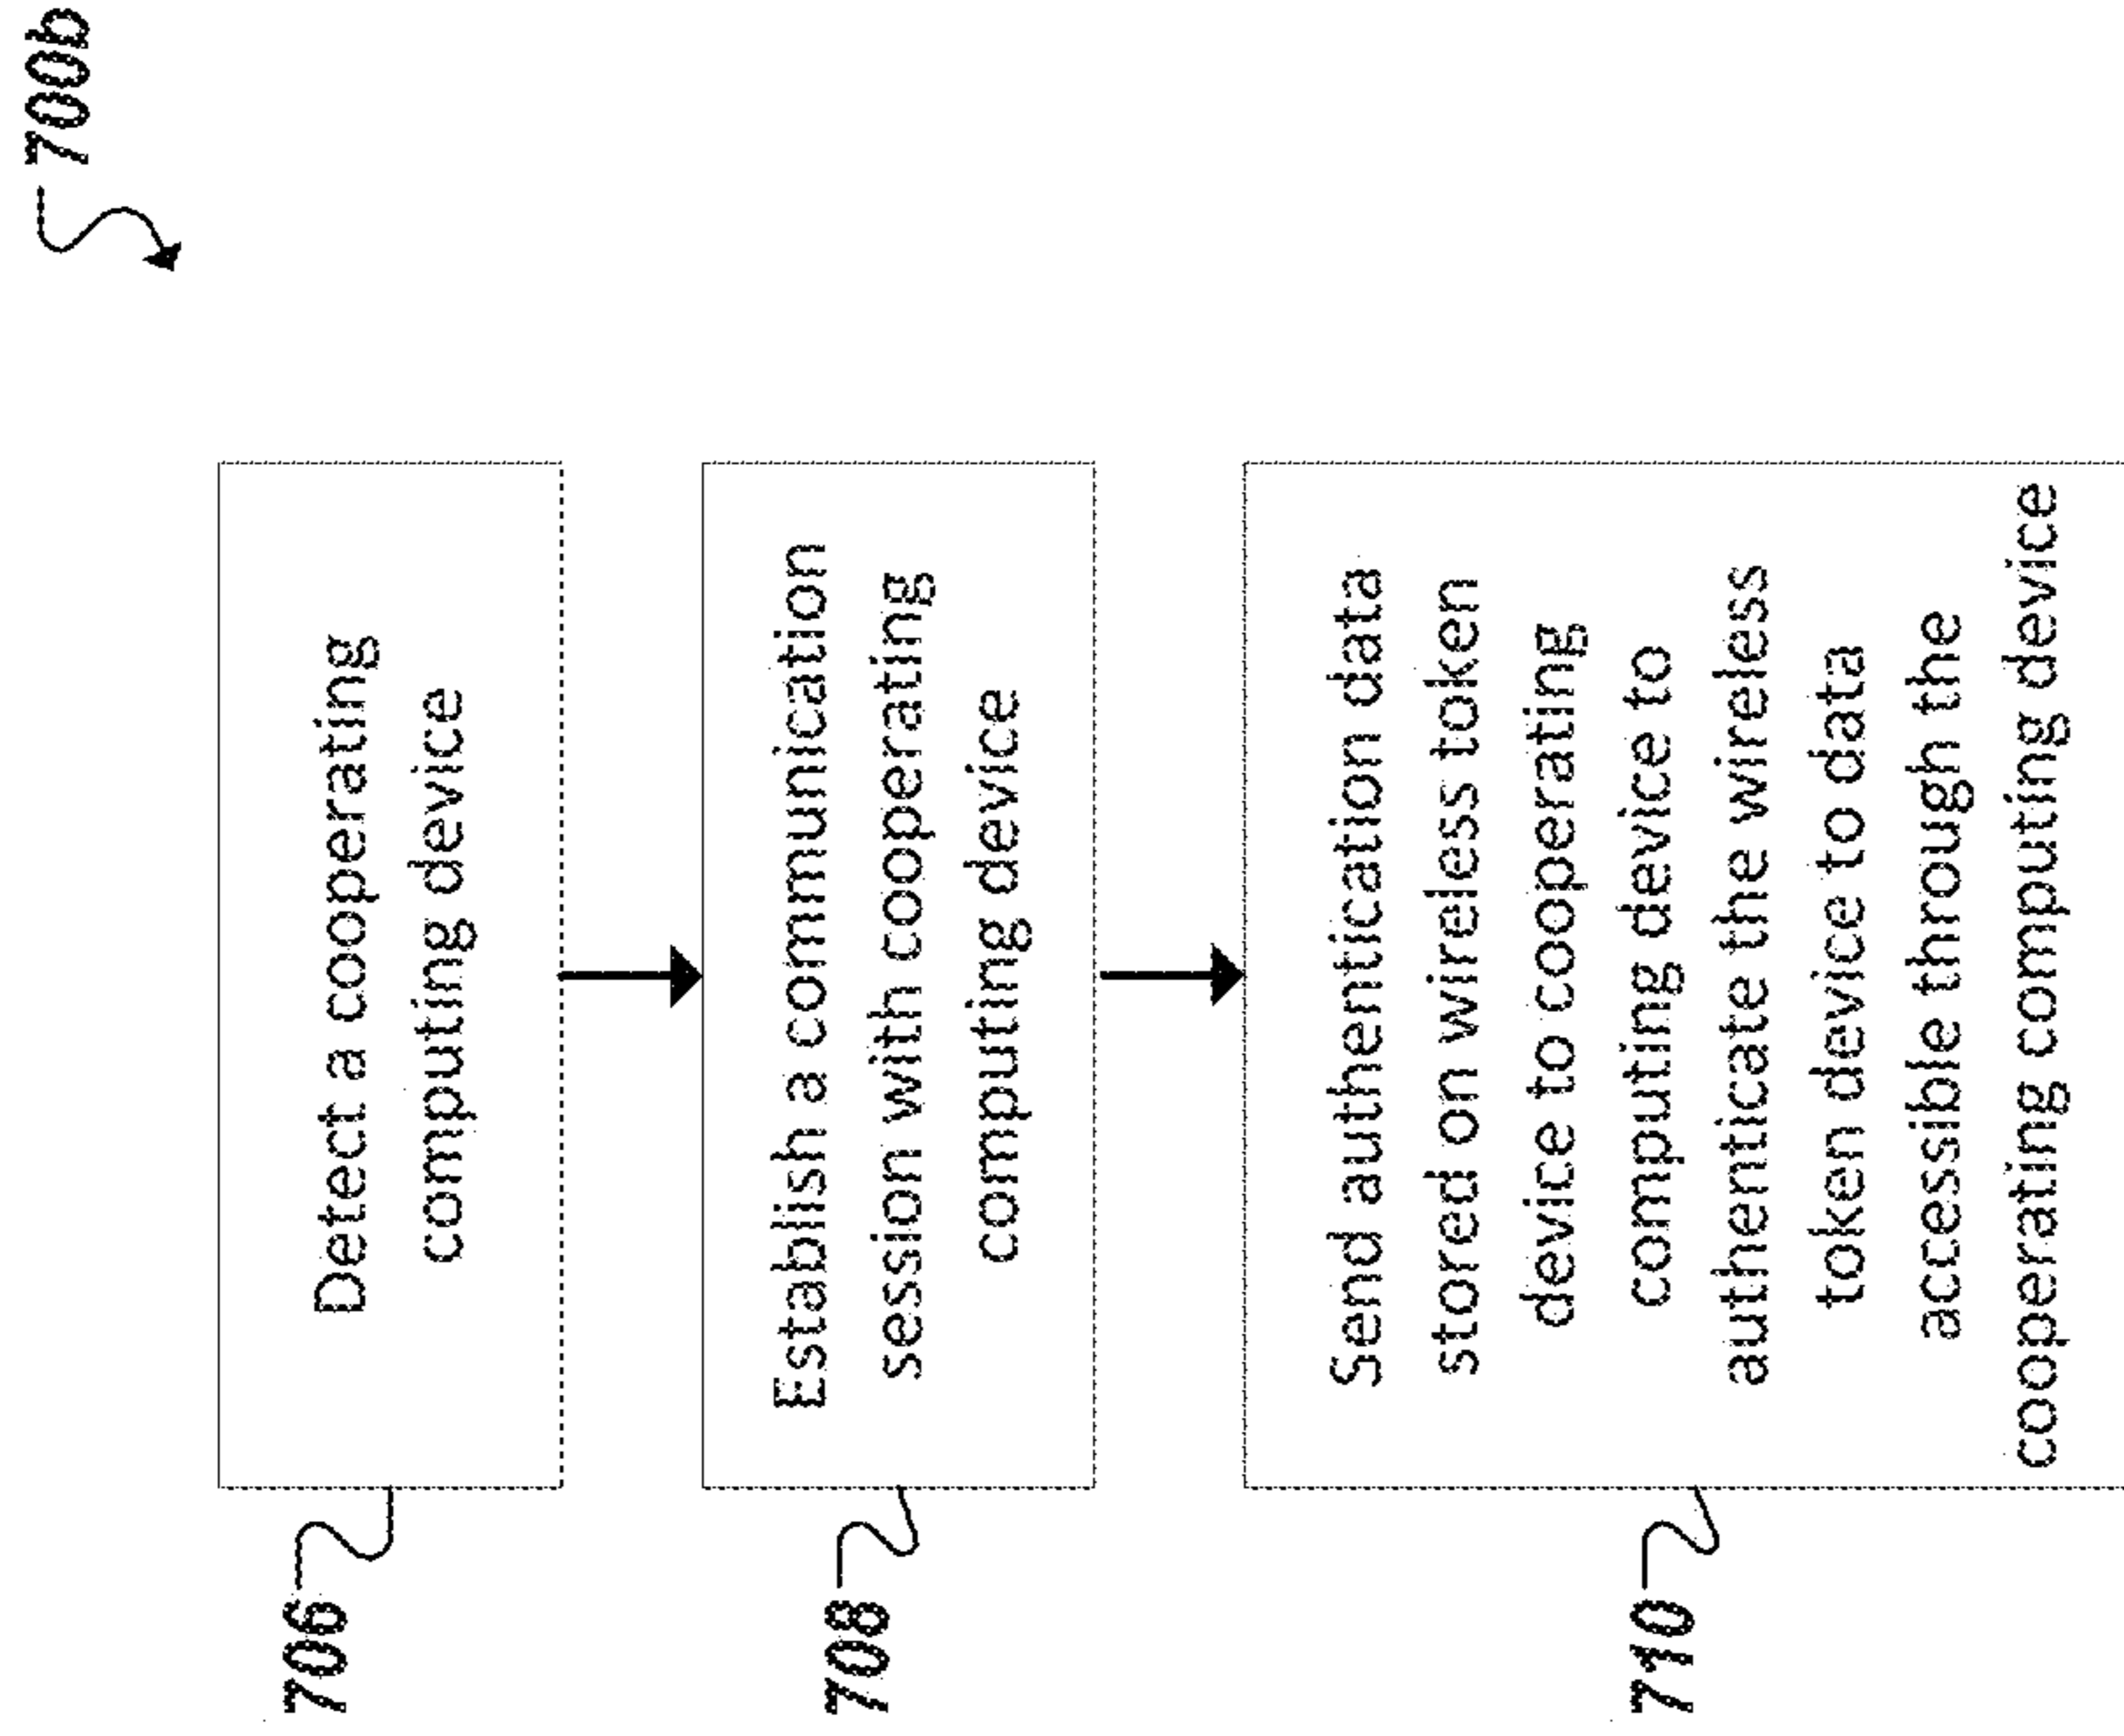 700b
706
Detect a cooperating
computing device
708
Establish a communication
session with cooperating
computing device
710
Send authentication data
stored on wireless token
device to cooperating
computing device to
authenticate the wireless
token device to data
accessible through the
cooperating computing device